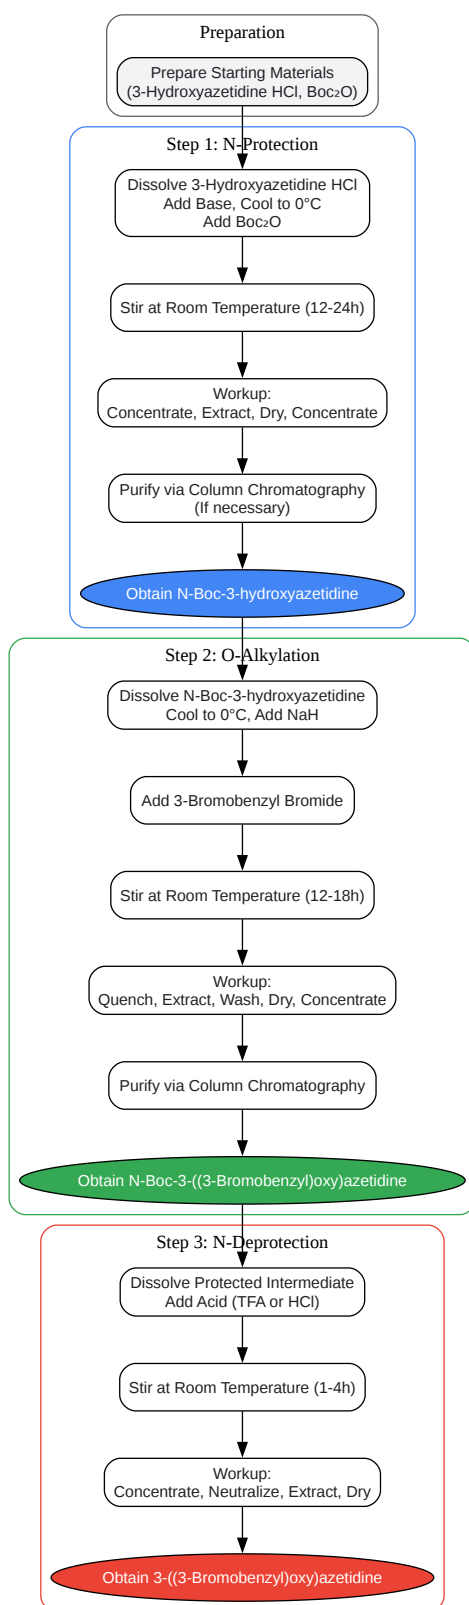 Preparation
Prepare Starting Materials
(3-Hydroxyazetidine HCl, Boc₂O)
Step 1: N-Protection
Dissolve 3-Hydroxyazetidine HCl
Add Base, Cool to 0°C
Add Boc₂O
Stir at Room Temperature (12-24h)
Workup:
Concentrate, Extract, Dry, Concentrate
Purify via Column Chromatography
(If necessary)
Obtain N-Boc-3-hydroxyazetidine
Step 2: O-Alkylation
Dissolve N-Boc-3-hydroxyazetidine
Cool to 0°C, Add NaH
Add 3-Bromobenzyl Bromide
Stir at Room Temperature (12-18h)
Workup:
Quench, Extract, Wash, Dry, Concentrate
Purify via Column Chromatography
Obtain N-Boc-3-((3-Bromobenzyl)oxy)azetidine
Step 3: N-Deprotection
Dissolve Protected Intermediate
Add Acid (TFA or HCl)
Stir at Room Temperature (1-4h)
Workup:
Concentrate, Neutralize, Extract, Dry
Obtain 3-((3-Bromobenzyl)oxy)azetidine